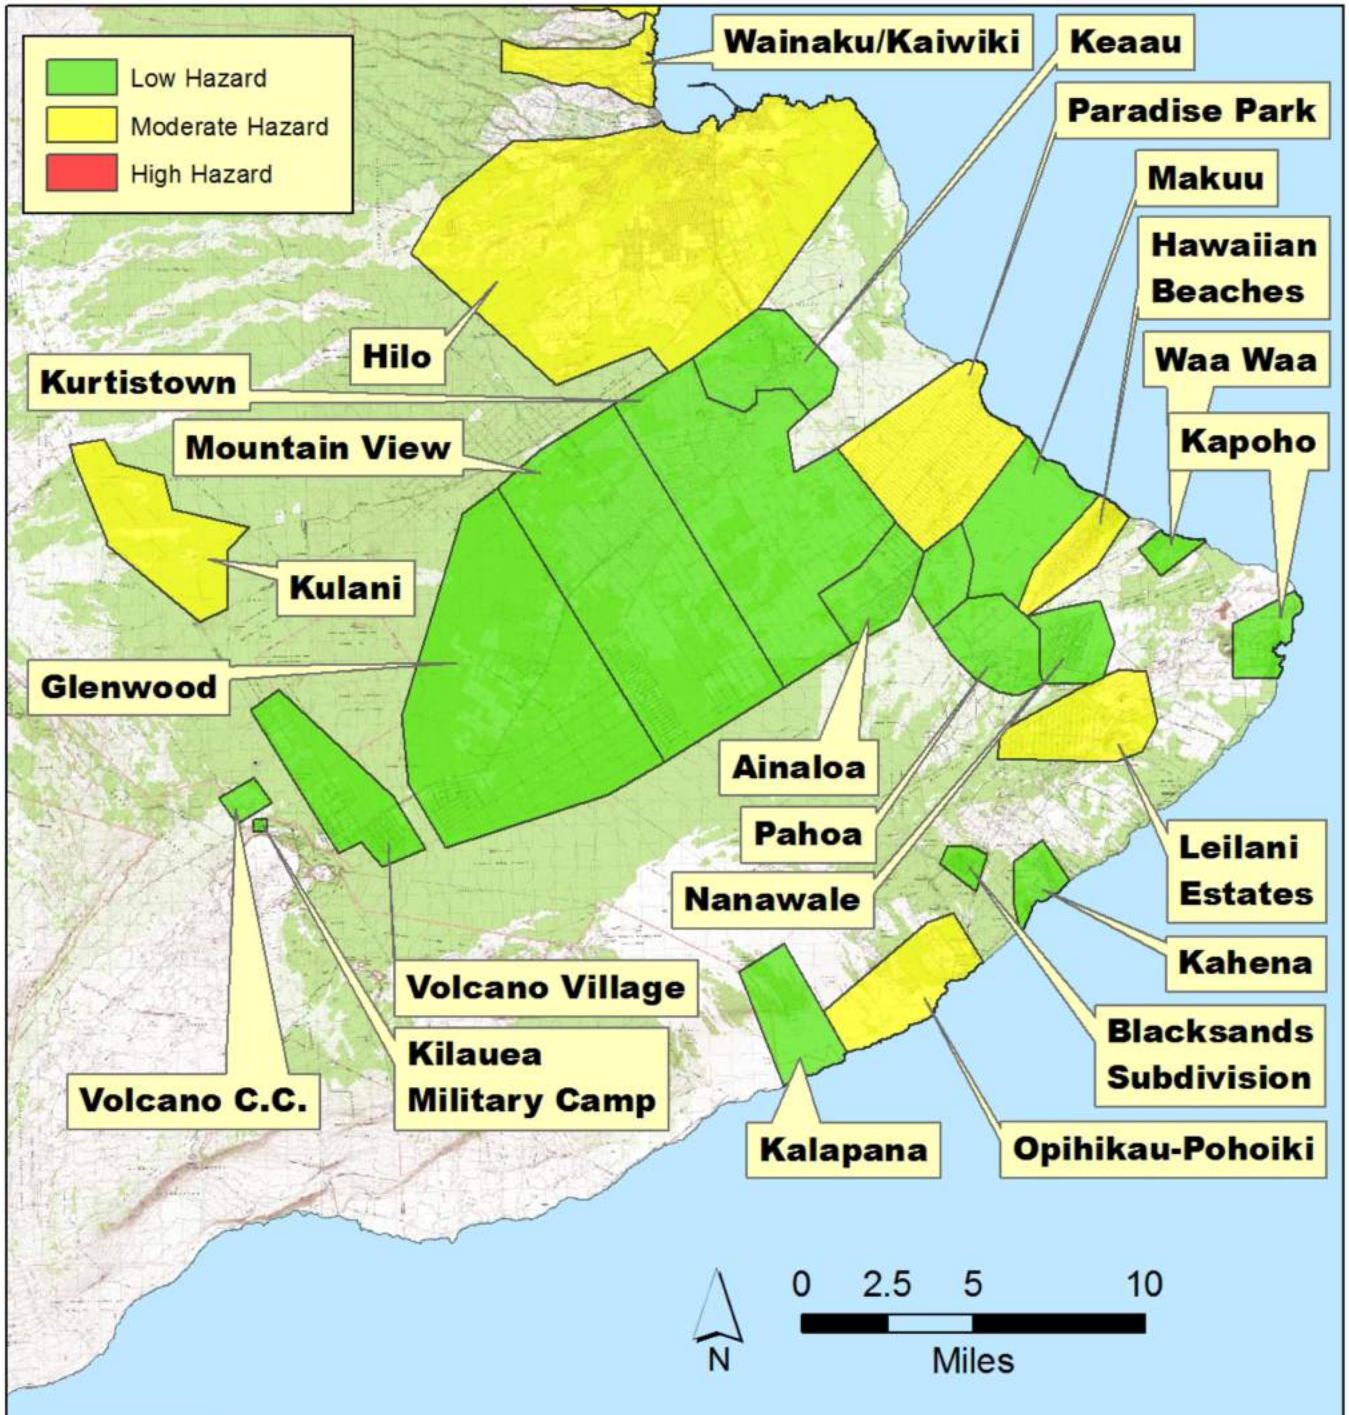 Low Hazard
Moderate Hazard
High Hazard
Wainaku/Kaiwiki
Keaau
Paradise Park
Makuu
Hawaiian
Beaches
Waa Waa
Kapoho
Hilo
Kurtistown
Mountain View
Kulani
Glenwood
Ainaloa
Pahoa
Nanawale
Leilani
Estates
Kahena
Blacksands
Subdivision
Opihikau-Pohoiki
Kalapana
Volcano Village
Kilauea
Military Camp
Volcano C.C.
0 2.5 5 10
Miles
N